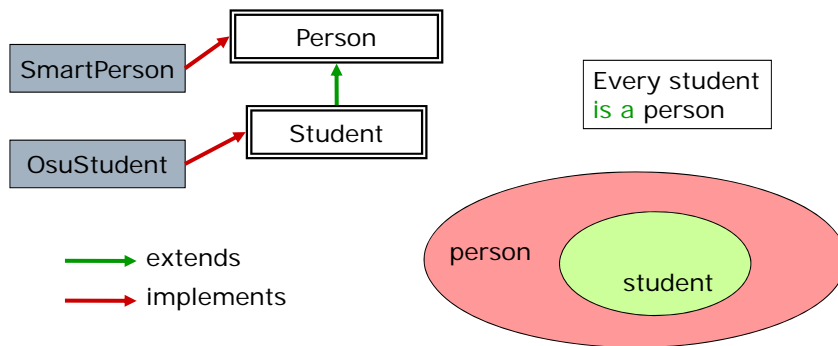 Person
SmartPerson
Every student
is a person
Student
OsuStudent
person
extends
student
implements